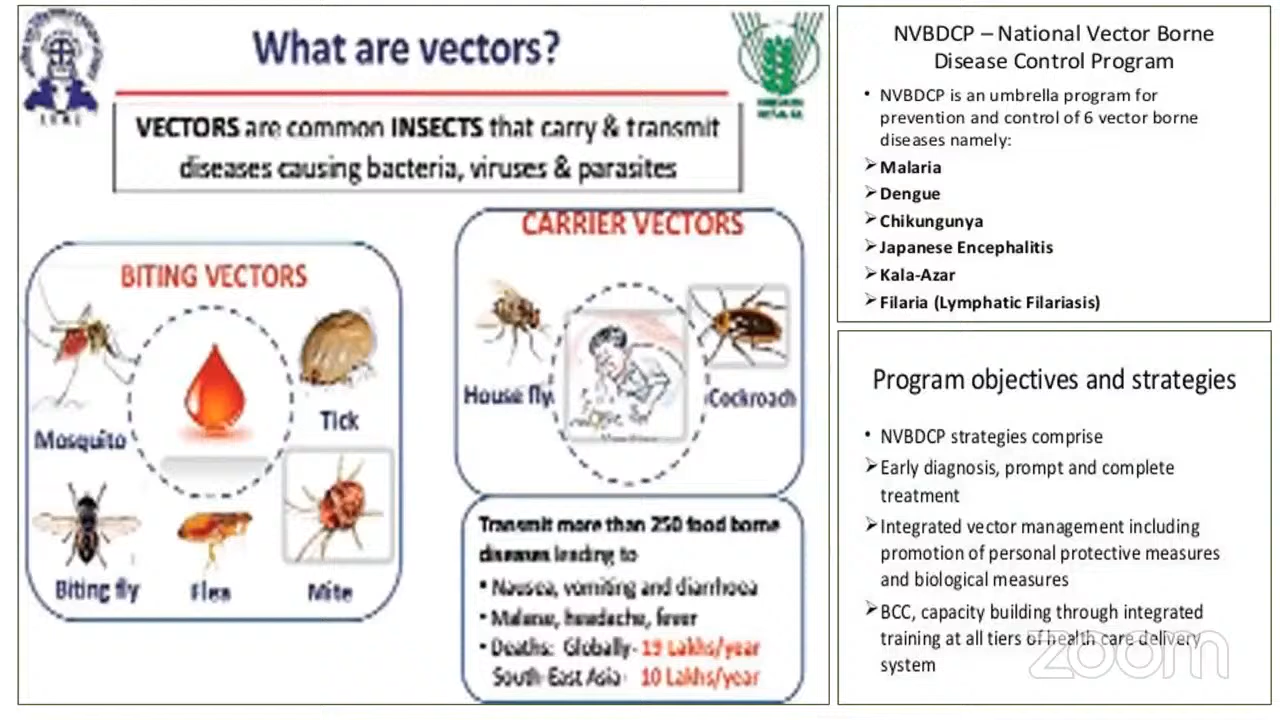 What are vectors?
VECTORS are common INSECTS that carry & transmit
diseases causing bacteria, viruses & parasites
BITING VECTORS
Mosquito
Tick
Biting fly
Flea
Mite
CARRIER VECTORS
House fly
Cockroach
Transmit more than 250 food borne
diseases leading to
• Nausea, vomiting and diarrhoea
• Malaise, headache, fever
• Deaths: Globally- 19 Lakhs/year
South-East Asia- 10 Lakhs/year
NVBDCP – National Vector Borne
Disease Control Program
• NVBDCP is an umbrella program for
prevention and control of 6 vector borne
diseases namely:
➢ Malaria
➢ Dengue
➢ Chikungunya
➢ Japanese Encephalitis
➢ Kala-Azar
➢ Filaria (Lymphatic Filariasis)
Program objectives and strategies
• NVBDCP strategies comprise
➢ Early diagnosis, prompt and complete
treatment
➢ Integrated vector management including
promotion of personal protective measures
and biological measures
➢ BCC, capacity building through integrated
training at all tiers of health care delivery
system
zoom